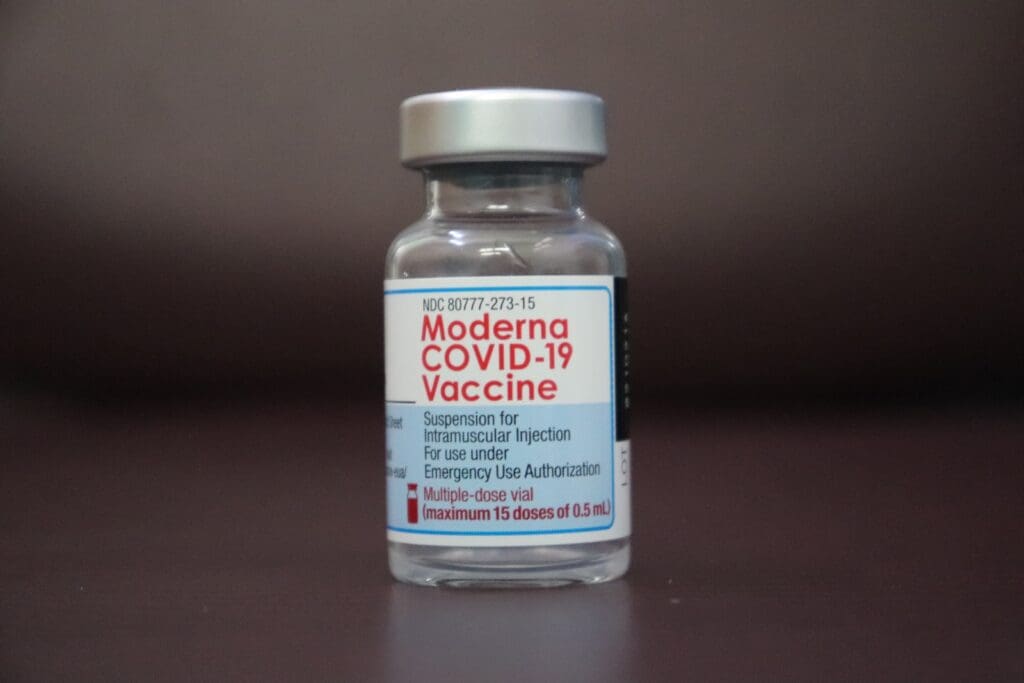 NDC 80777-273-15
Moderna
COVID-19
Vaccine
Suspension for
Intramuscular Injection
For use under
Emergency Use Authorization
Multiple-dose vial
(maximum 15 doses of 0.5 mL)
LOT